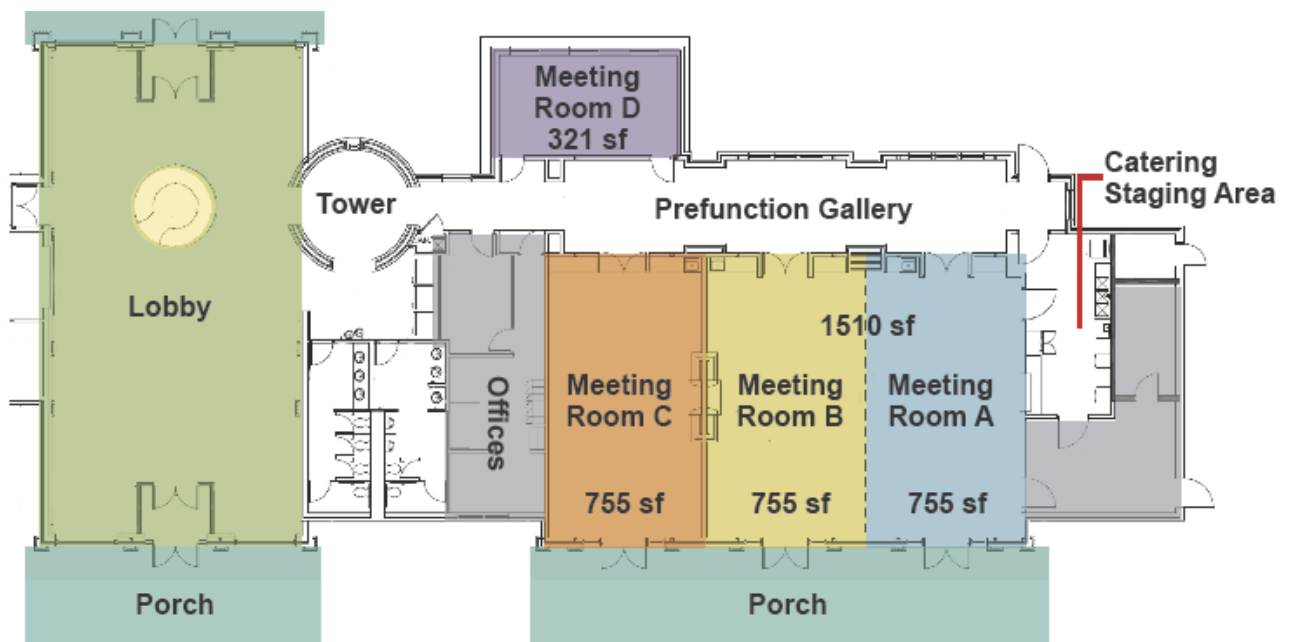 Meeting
Room D
321 sf
Catering
Staging Area
Tower
Prefunction Gallery
Lobby
1510 sf
Offices
Meeting
Room C
Meeting
Room B
Meeting
Room A
755 sf
755 sf
755 sf
Porch
Porch